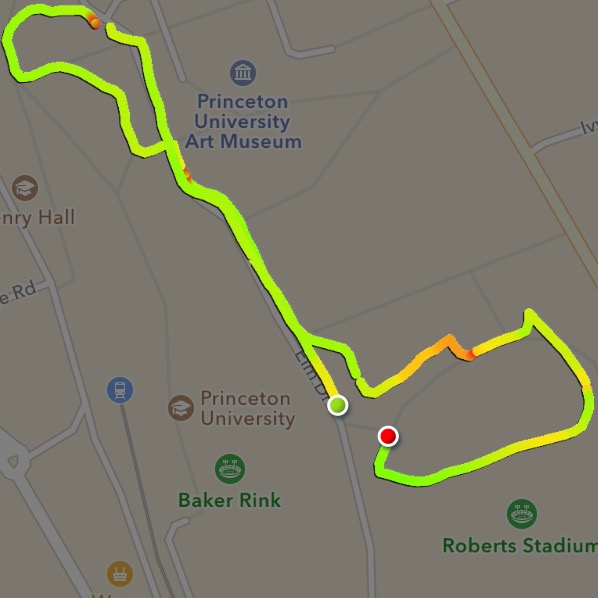 Ivy
Princeton
University
Art Museum
nry Hall
e Rd
Elm Dr
Princeton
University
Baker Rink
Roberts Stadium